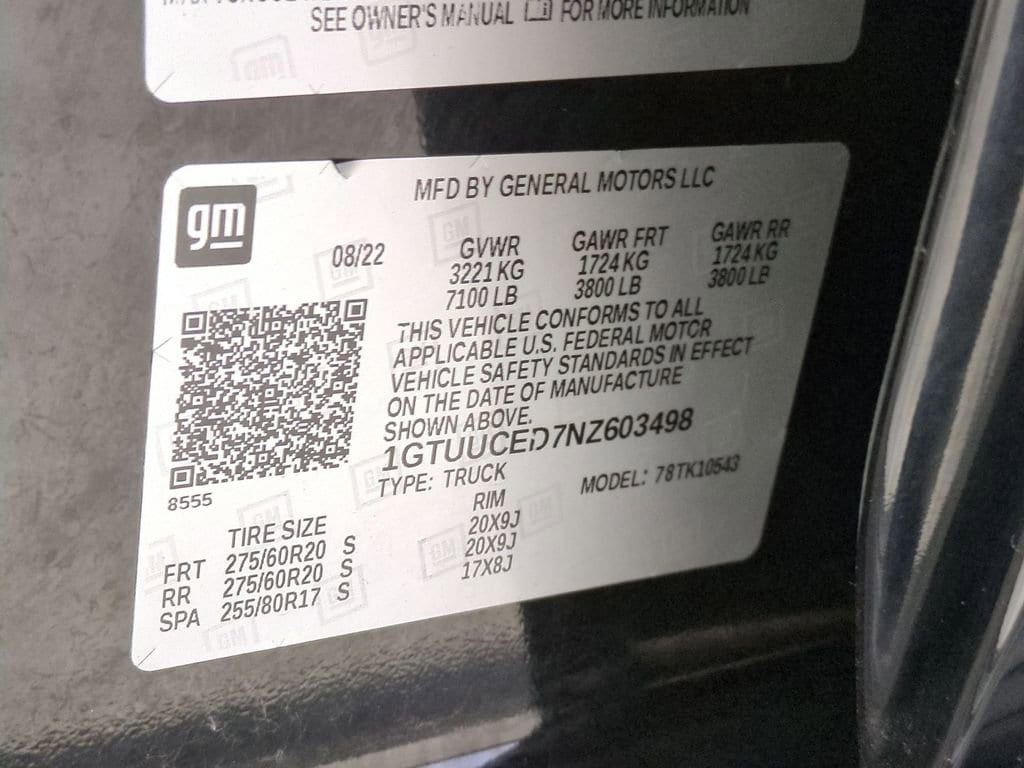 SEE OWNER'S MANUAL FOR MORE INFORMATION
gm
MFD BY GENERAL MOTORS LLC
08/22
GVWR GAWR FRT GAWR RR
3221 KG 1724 KG 1724 KG
7100 LB 3800 LB 3800 LB
THIS VEHICLE CONFORMS TO ALL
APPLICABLE U.S. FEDERAL MOTOR
VEHICLE SAFETY STANDARDS IN EFFECT
ON THE DATE OF MANUFACTURE
SHOWN ABOVE.
1GTUUCED7NZ603498
TYPE: TRUCK MODEL: 78TK10543
8555
TIRE SIZE RIM
FRT 275/60R20 S 20X9J
RR 275/60R20 S 20X9J
SPA 255/80R17 S 17X8J